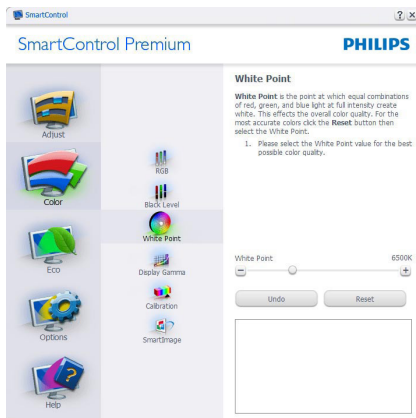 SmartControl
SmartControl Premium
PHILIPS
Adjust
Color
Eco
Options
Help
RGB
Black Level
White Point
Display Gamma
Calibration
SmartImage
White Point
White Point is the point at which equal combinations
of red, green, and blue light at full intensity create
white. This effects the overall color quality. For the
most accurate colors click the Reset button then
select the White Point.
1. Please select the White Point value for the best
possible color quality.
White Point 6500K
Undo Reset